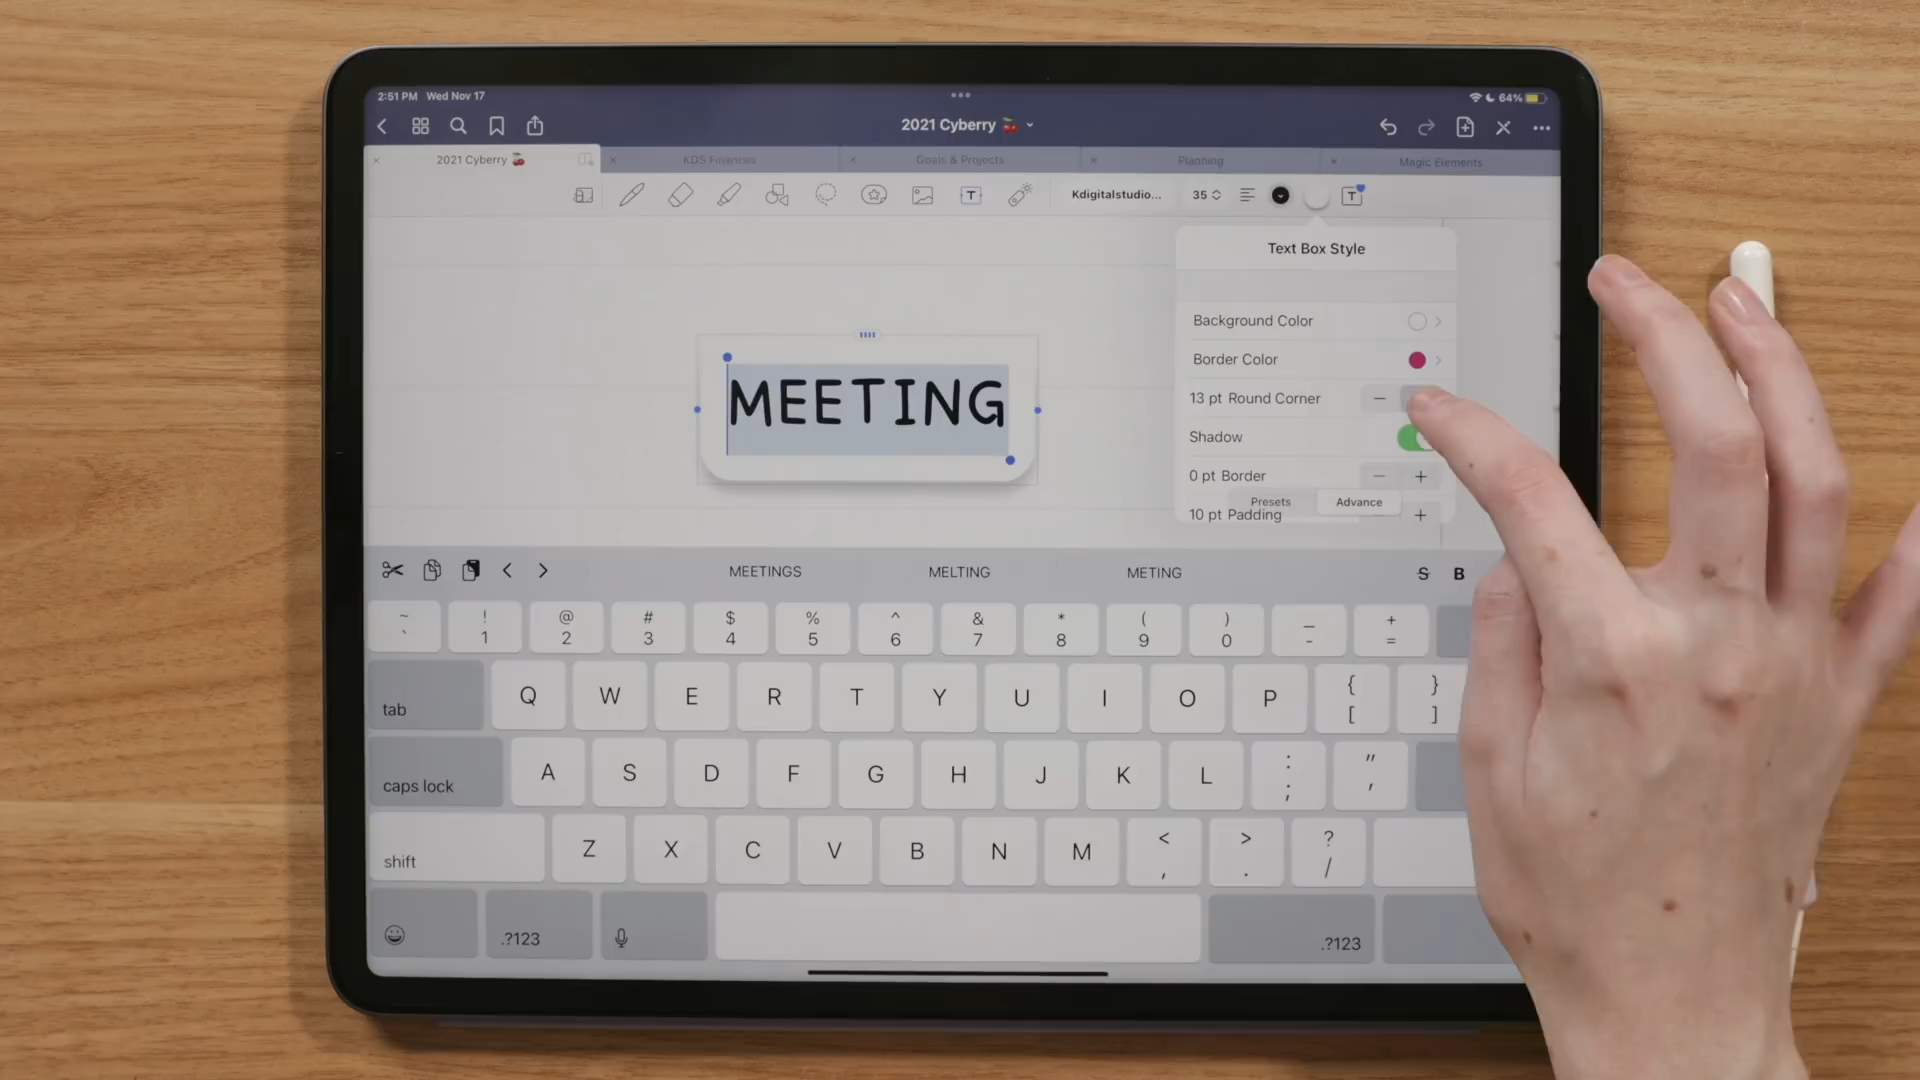 2:51 PM Wed Nov 17
64%
2021 Cyberry
2021 Cyberry
KDS Finances
Goals & Projects
Planning
Magic Elements
Kdigitalstudio...
35
Text Box Style
Background Color
Border Color
13 pt Round Corner
Shadow
0 pt Border
Presets
Advance
10 pt Padding
MEETING
MEETINGS
MELTING
METING
S
B
~ ! @ # $ % ^ & * ( ) _ +
` 1 2 3 4 5 6 7 8 9 0 - =
tab Q W E R T Y U I O P { [ } ]
caps lock A S D F G H J K L : ; " '
shift Z X C V B N M < , > . ? /
.?123
.?123